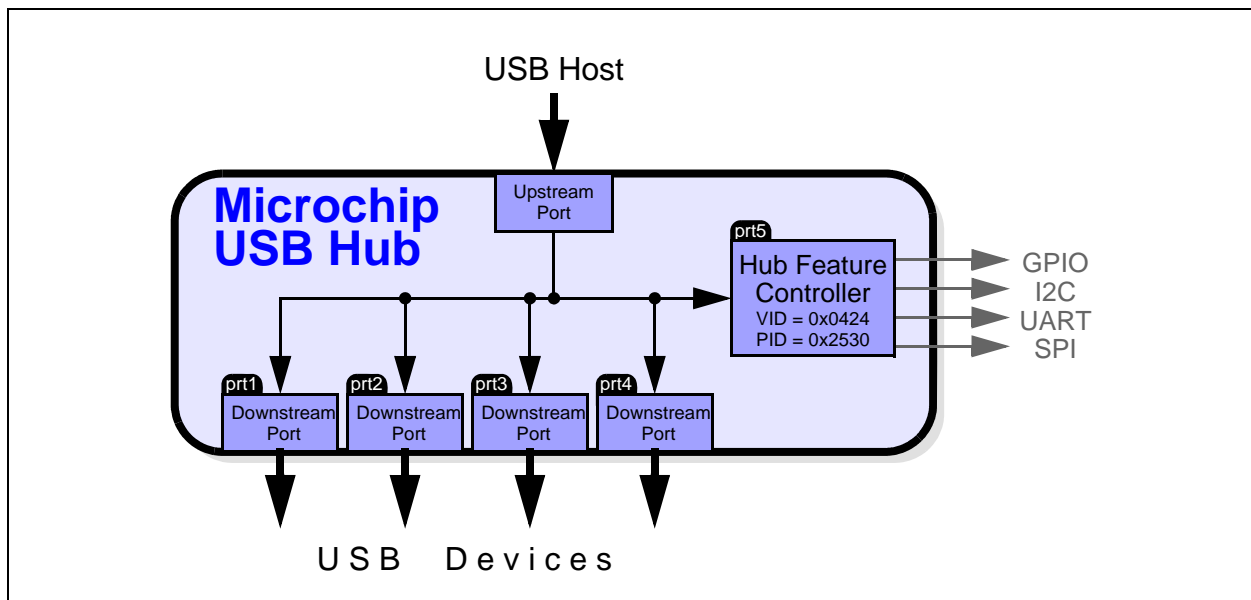 USB Host
Upstream
Port
Microchip
USB Hub
prt5
Hub Feature
Controller
VID = 0x0424
PID = 0x2530
GPIO
I2C
UART
SPI
prt1
Downstream
Port
prt2
Downstream
Port
prt3
Downstream
Port
prt4
Downstream
Port
USB Devices